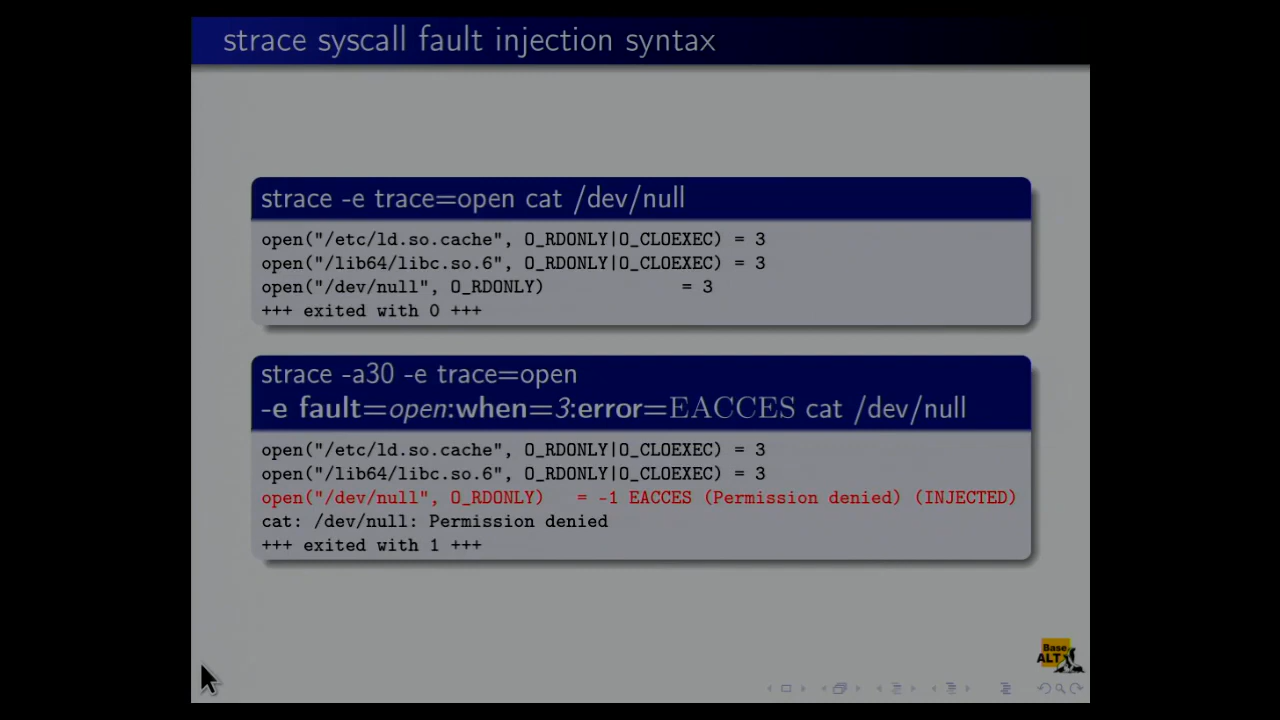 strace syscall fault injection syntax
strace -e trace=open cat /dev/null
open("/etc/ld.so.cache", O_RDONLY|O_CLOEXEC) = 3
open("/lib64/libc.so.6", O_RDONLY|O_CLOEXEC) = 3
open("/dev/null", O_RDONLY) = 3
+++ exited with 0 +++
strace -a30 -e trace=open
-e fault=open:when=3:error=EACCES cat /dev/null
open("/etc/ld.so.cache", O_RDONLY|O_CLOEXEC) = 3
open("/lib64/libc.so.6", O_RDONLY|O_CLOEXEC) = 3
open("/dev/null", O_RDONLY) = -1 EACCES (Permission denied) (INJECTED)
cat: /dev/null: Permission denied
+++ exited with 1 +++
Base
ALT